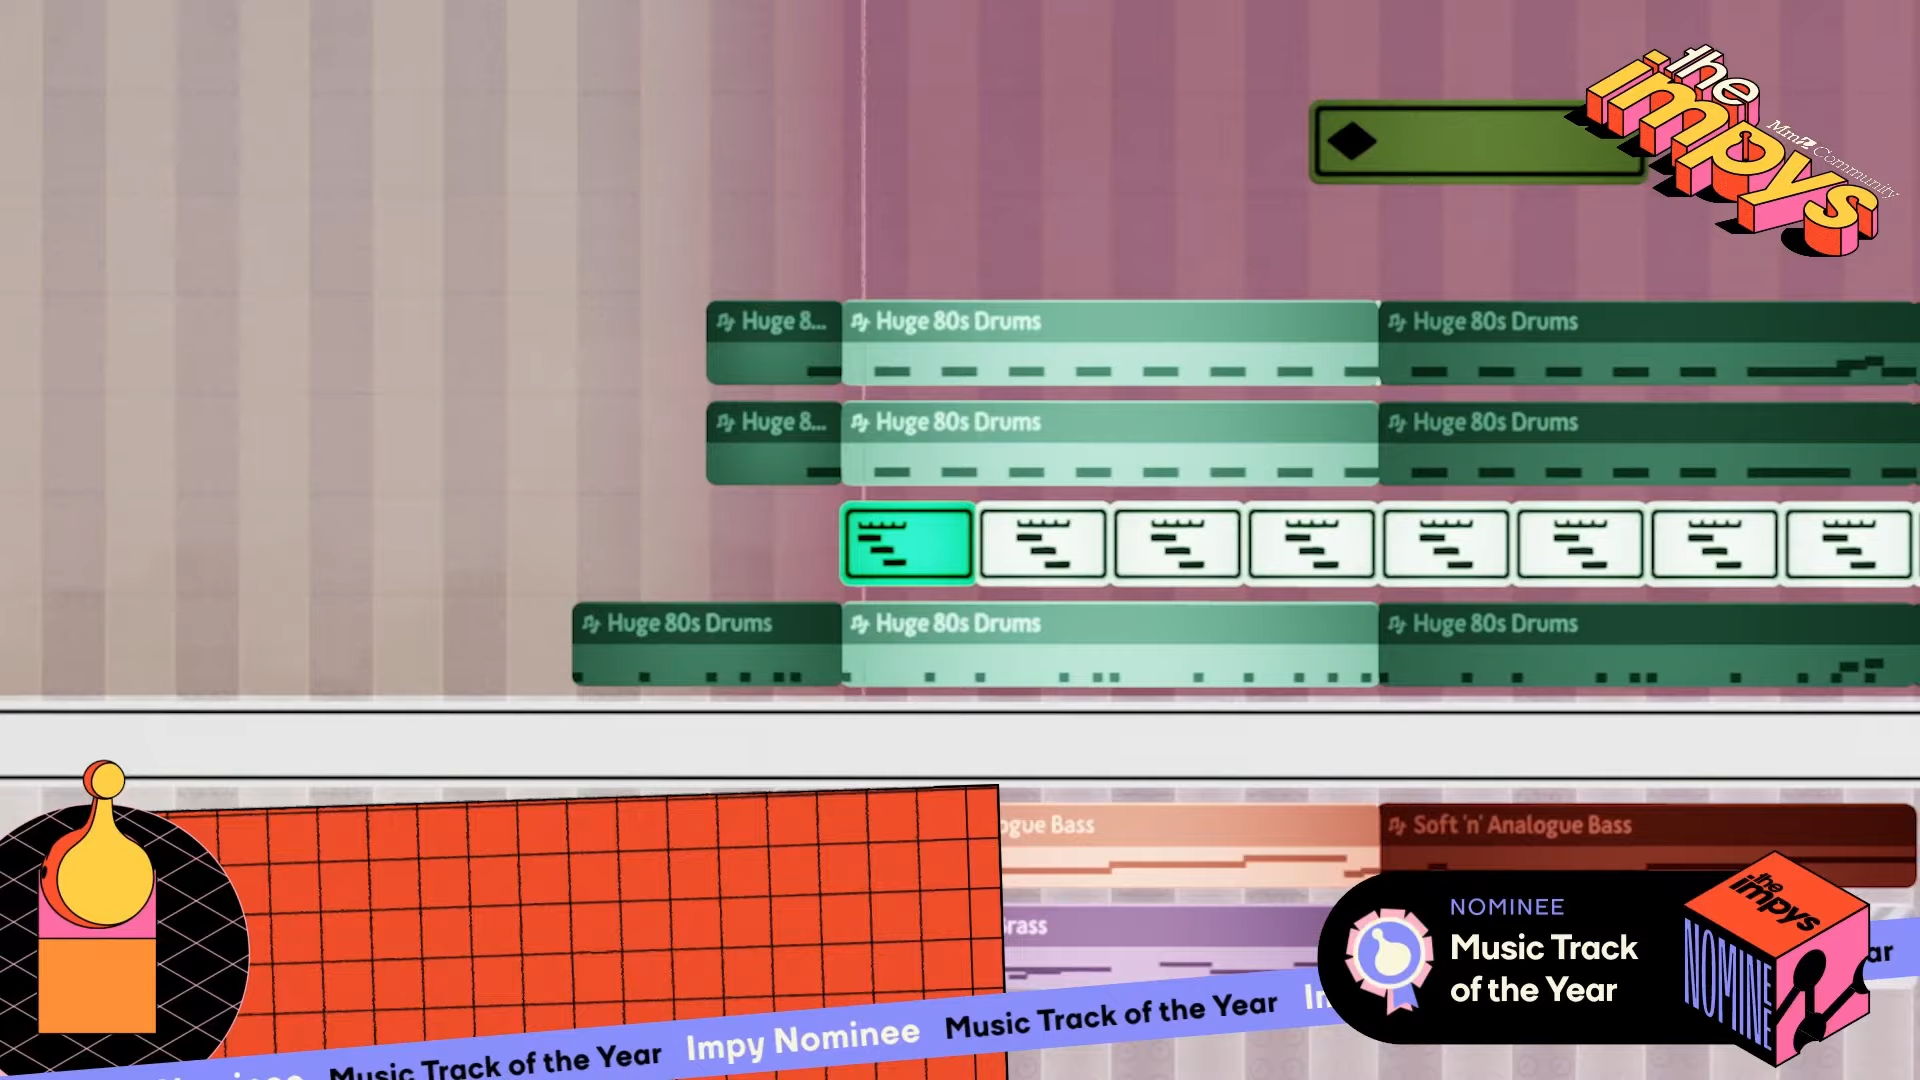 the
impys
Mm Community
Huge 8...
Huge 80s Drums
Huge 80s Drums
Huge 8...
Huge 80s Drums
Huge 80s Drums
Huge 80s Drums
Huge 80s Drums
Huge 80s Drums
ogue Bass
Soft 'n' Analogue Bass
rass
NOMINEE
Music Track
of the Year
the
impys
NOMINEE
Music Track of the Year Impy Nominee Music Track of the Year
ar